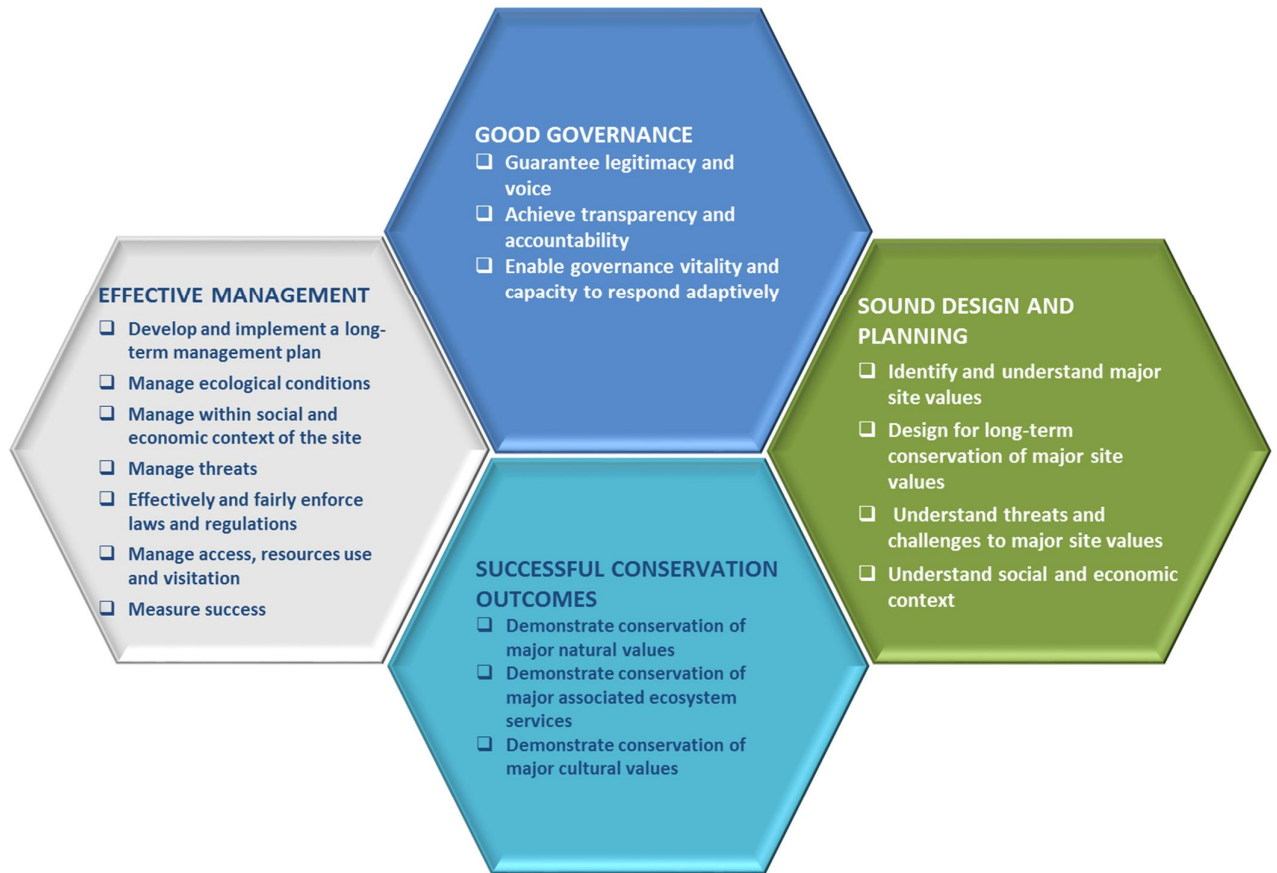 GOOD GOVERNANCE
❑ Guarantee legitimacy and
voice
❑ Achieve transparency and
accountability
❑ Enable governance vitality and
capacity to respond adaptively
EFFECTIVE MANAGEMENT
❑ Develop and implement a long-
term management plan
❑ Manage ecological conditions
❑ Manage within social and
economic context of the site
❑ Manage threats
❑ Effectively and fairly enforce
laws and regulations
❑ Manage access, resources use
and visitation
❑ Measure success
SOUND DESIGN AND
PLANNING
❑ Identify and understand major
site values
❑ Design for long-term
conservation of major site
values
❑ Understand threats and
challenges to major site values
❑ Understand social and economic
context
SUCCESSFUL CONSERVATION
OUTCOMES
❑ Demonstrate conservation of
major natural values
❑ Demonstrate conservation of
major associated ecosystem
services
❑ Demonstrate conservation of
major cultural values